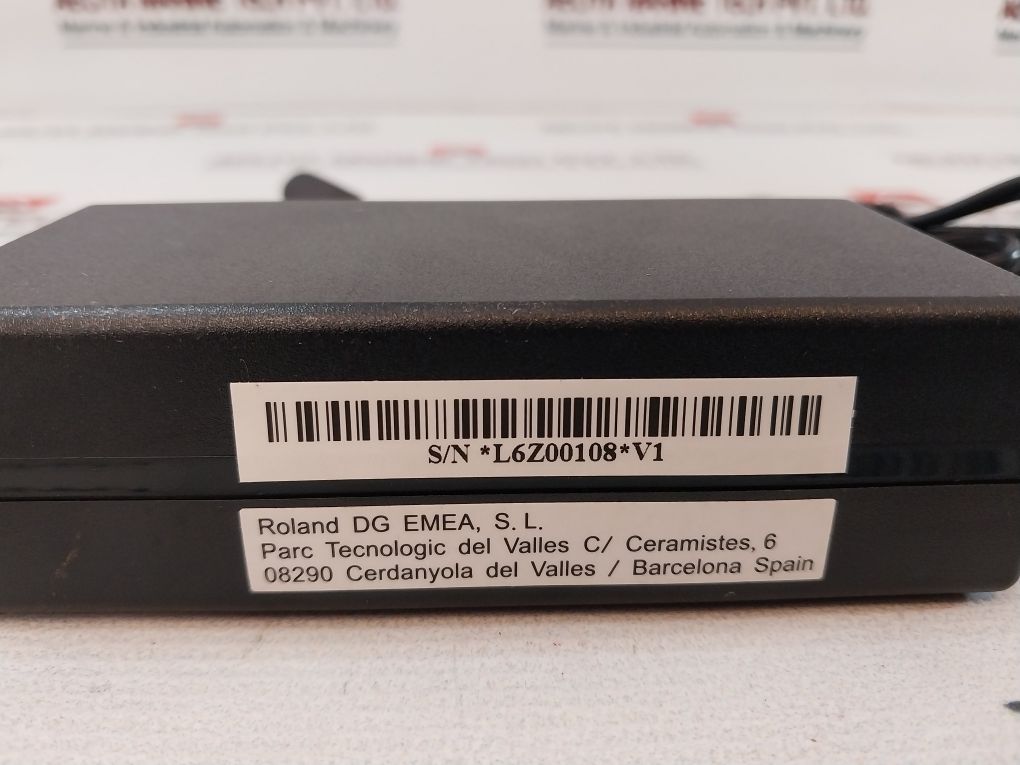 S/N *L6Z00108*V1
Roland DG EMEA, S.L.
Parc Tecnologic del Valles C/ Ceramistes, 6
08290 Cerdanyola del Valles / Barcelona Spain